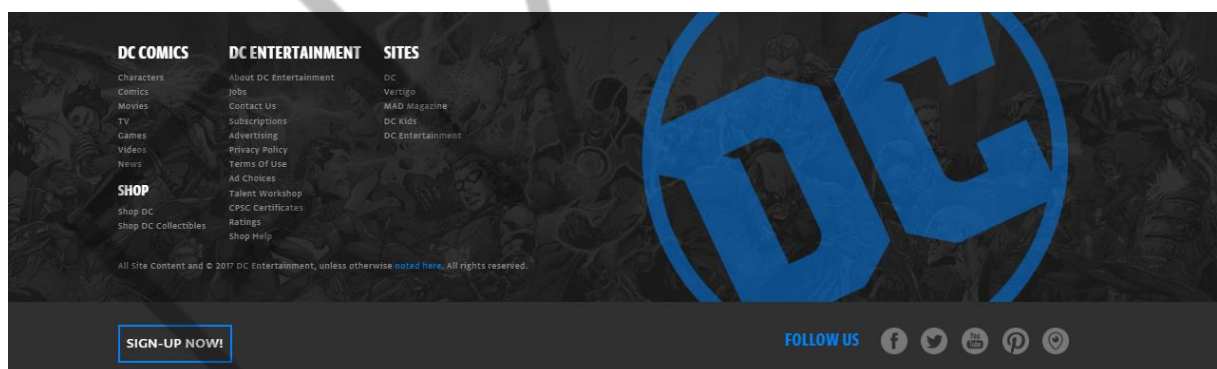 DC COMICS
Characters
Comics
Movies
TV
Games
Videos
News
SHOP
Shop DC
Shop DC Collectibles
DC ENTERTAINMENT
About DC Entertainment
Jobs
Contact Us
Subscriptions
Advertising
Privacy Policy
Terms Of Use
Ad Choices
Talent Workshop
CPSC Certificates
Ratings
Shop Help
SITES
DC
Vertigo
MAD Magazine
DC Kids
DC Entertainment
All Site Content and © 2017 DC Entertainment, unless otherwise noted here. All rights reserved.
DC
SIGN-UP NOW!
FOLLOW US
You
Tube